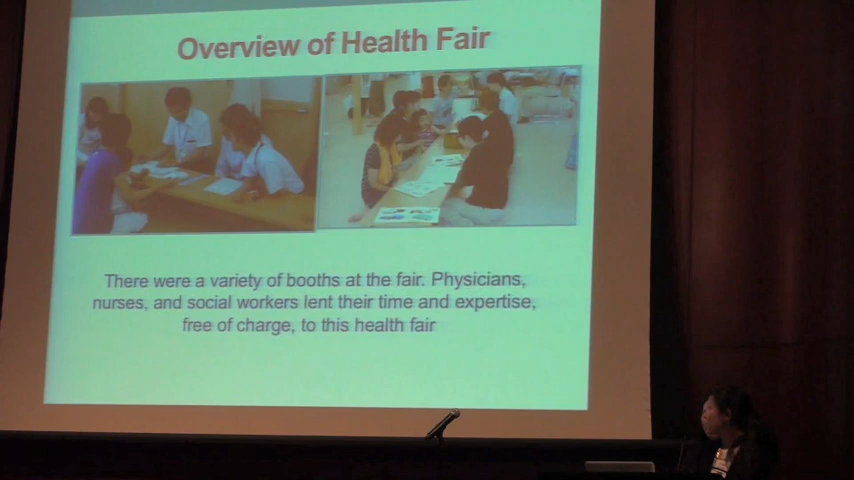 Overview of Health Fair
There were a variety of booths at the fair. Physicians,
nurses, and social workers lent their time and expertise,
free of charge, to this health fair